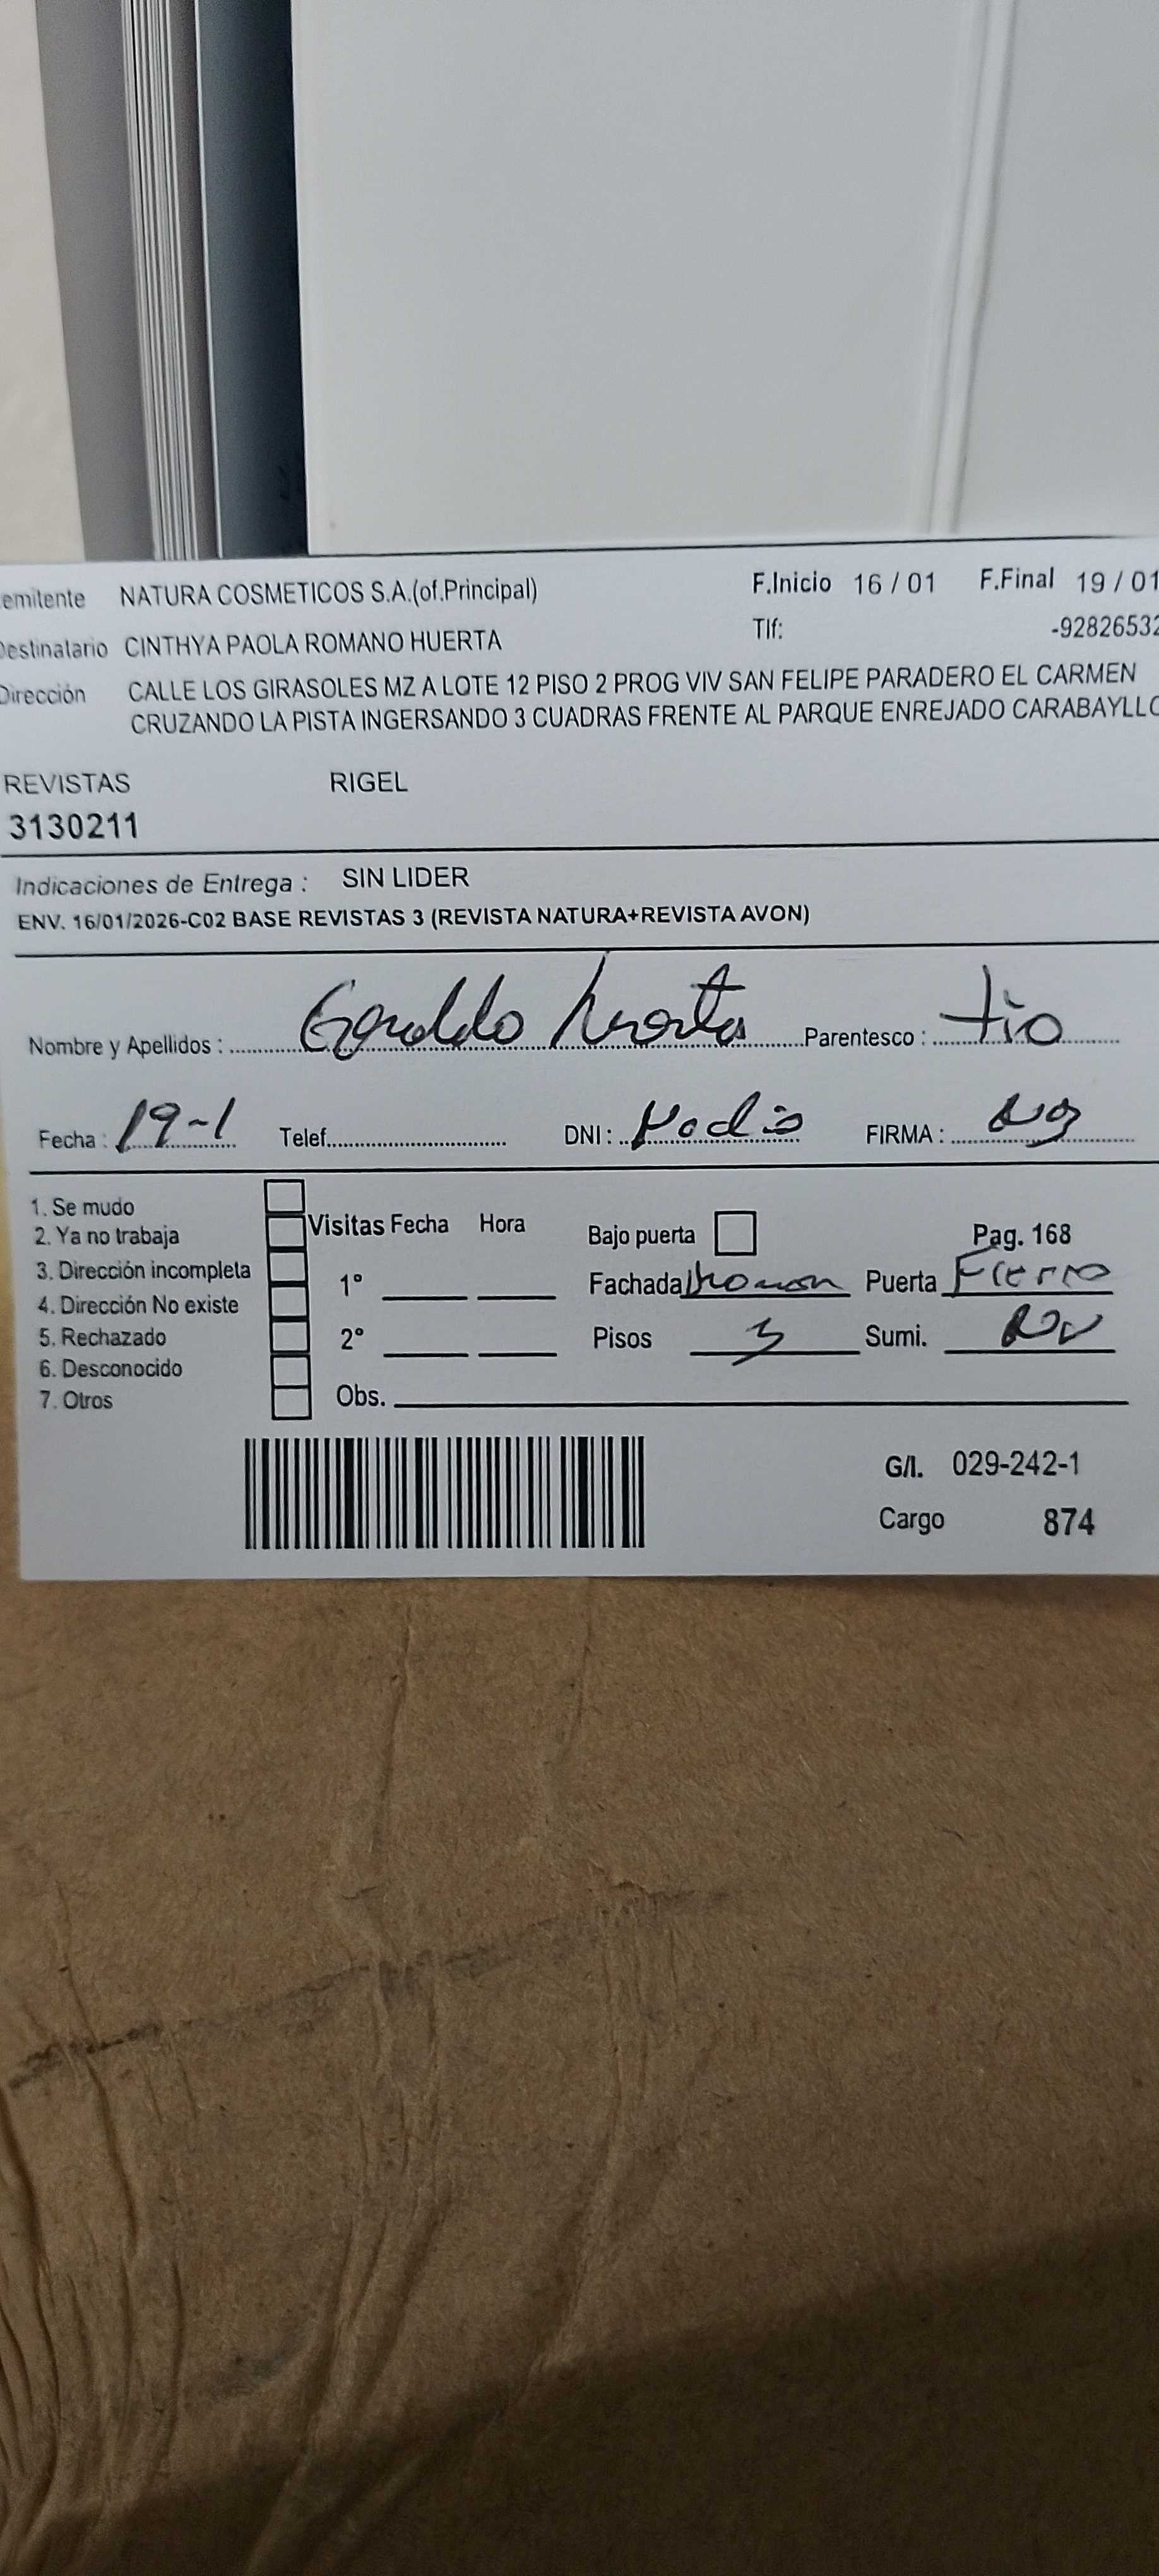 emitente NATURA COSMETICOS S.A.(of.Principal) F.Inicio 16 / 01 F.Final 19 / 01
Destinatario CINTHYA PAOLA ROMANO HUERTA Tlf: -92826532
Dirección CALLE LOS GIRASOLES MZ A LOTE 12 PISO 2 PROG VIV SAN FELIPE PARADERO EL CARMEN
CRUZANDO LA PISTA INGERSANDO 3 CUADRAS FRENTE AL PARQUE ENREJADO CARABAYLLO
REVISTAS RIGEL
3130211
Indicaciones de Entrega : SIN LIDER
ENV. 16/01/2026-C02 BASE REVISTAS 3 (REVISTA NATURA+REVISTA AVON)
Nombre y Apellidos : Parentesco : tio
Fecha : 19-1 Telef. DNI : FIRMA :
1. Se mudo
2. Ya no trabaja
3. Dirección incompleta
4. Dirección No existe
5. Rechazado
6. Desconocido
7. Otros
Visitas Fecha Hora
1°
2°
Obs.
Bajo puerta Pag. 168
Fachada Puerta Fierro
Pisos 3 Sumi.
G/I. 029-242-1
Cargo 874